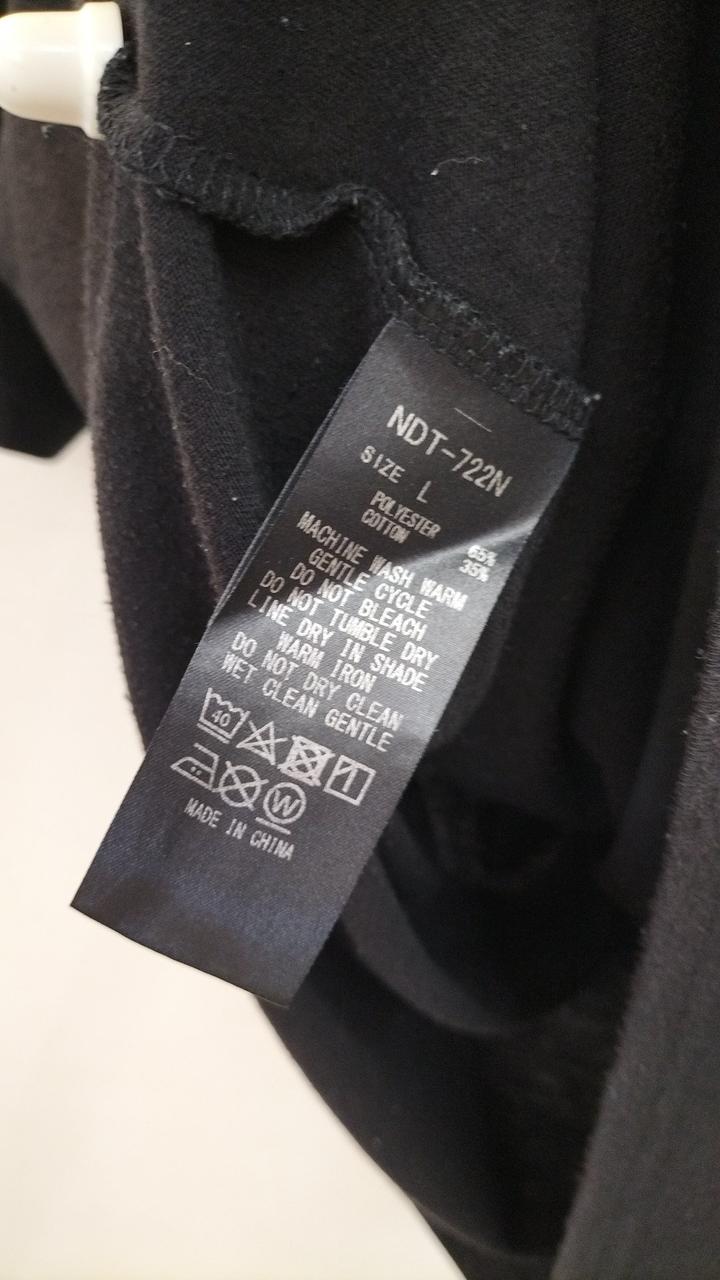 NDT-722N
SIZE L
POLYESTER 65%
COTTON 35%
MACHINE WASH WARM
GENTLE CYCLE
DO NOT BLEACH
DO NOT TUMBLE DRY
LINE DRY IN SHADE
WARM IRON
DO NOT DRY CLEAN
WET CLEAN GENTLE
40
W
MADE IN CHINA